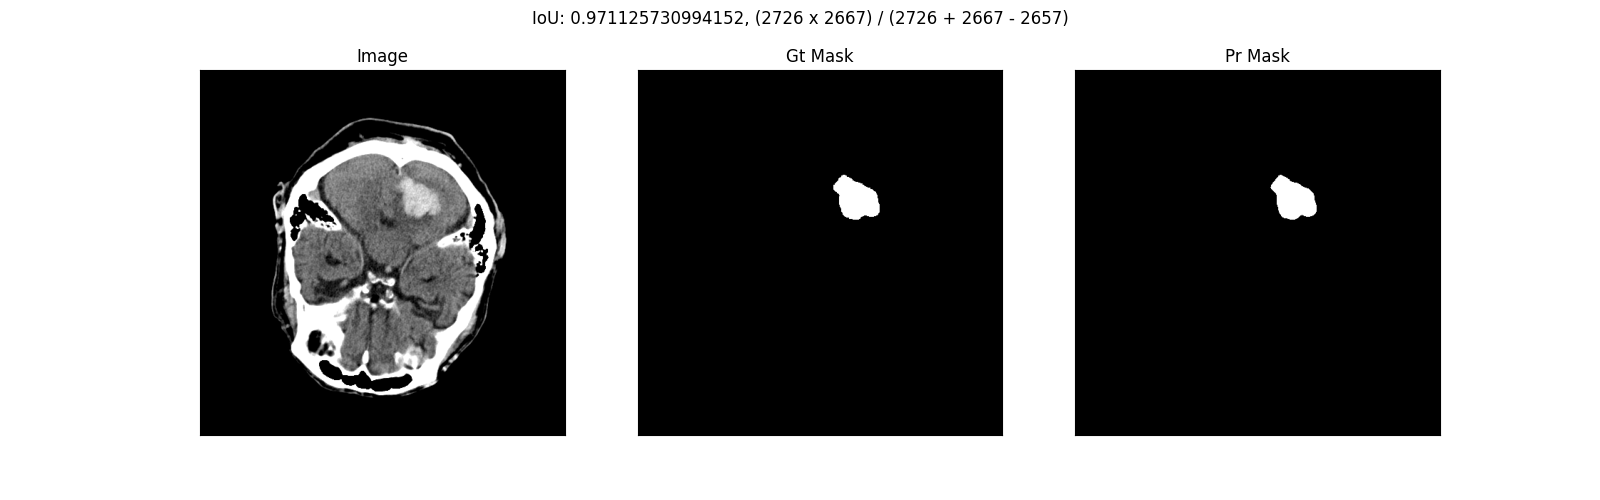 IoU: 0.971125730994152, (2726 x 2667) / (2726 + 2667 - 2657)
Image
Gt Mask
Pr Mask